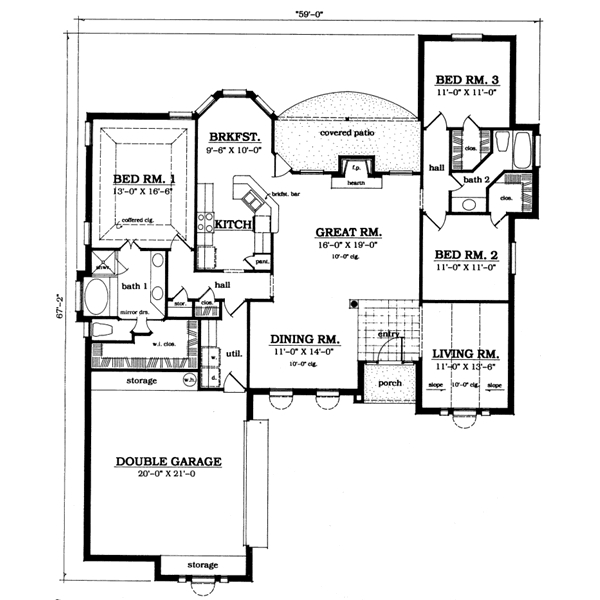 "59'-0"
BED RM. 3
11'-0" X 11'-0"
BRKFST.
9'-6" X 10'-0"
covered patio
clos.
hall
bath 2
f.p.
hearth
BED RM. 1
13'-0" X 16'-6"
coffered clg.
brkfst. bar
clos.
KITCH
GREAT RM.
16'-0" X 19'-0"
10'-0" clg.
BED RM. 2
11'-0" X 11'-0"
pant.
shwr.
bath 1
hall
stor.
clos.
mirror drs.
67'-2"
w.i. clos.
util.
w.
d.
DINING RM.
11'-0" X 14'-0"
10'-0" clg.
entry
porch
LIVING RM.
11'-0" X 13'-6"
slope
10'-0" clg.
slope
storage
w.h.
DOUBLE GARAGE
20'-0" X 21'-0
storage